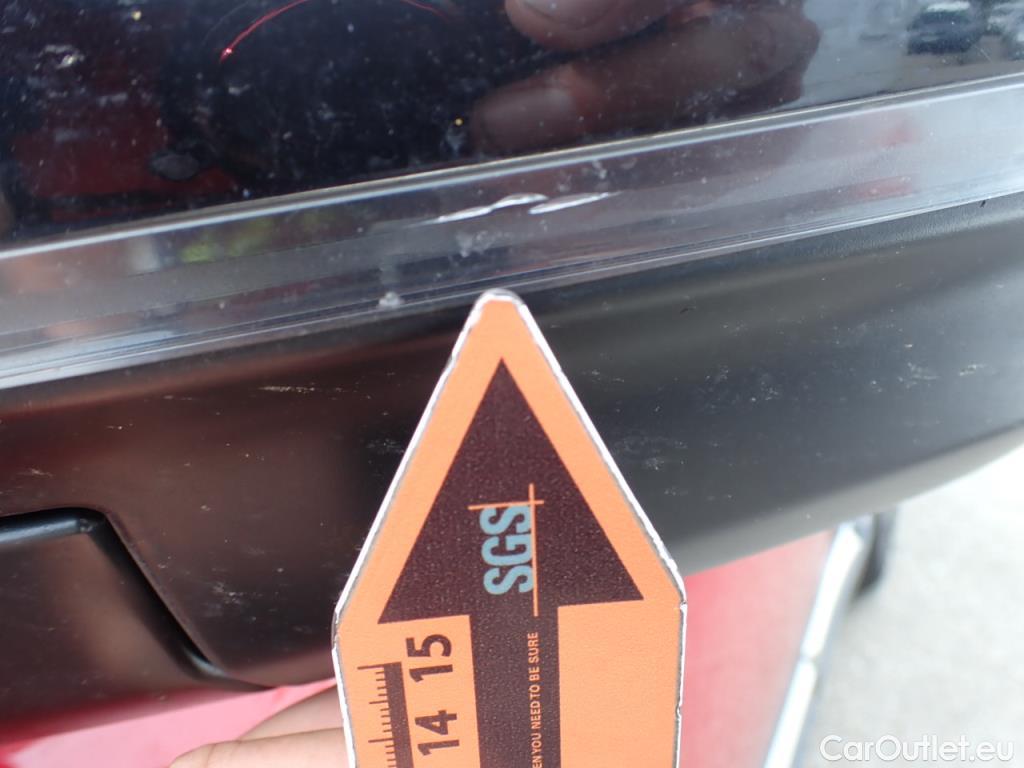 SGS
EN YOU NEED TO BE SURE
15
14
CarOutlet.eu